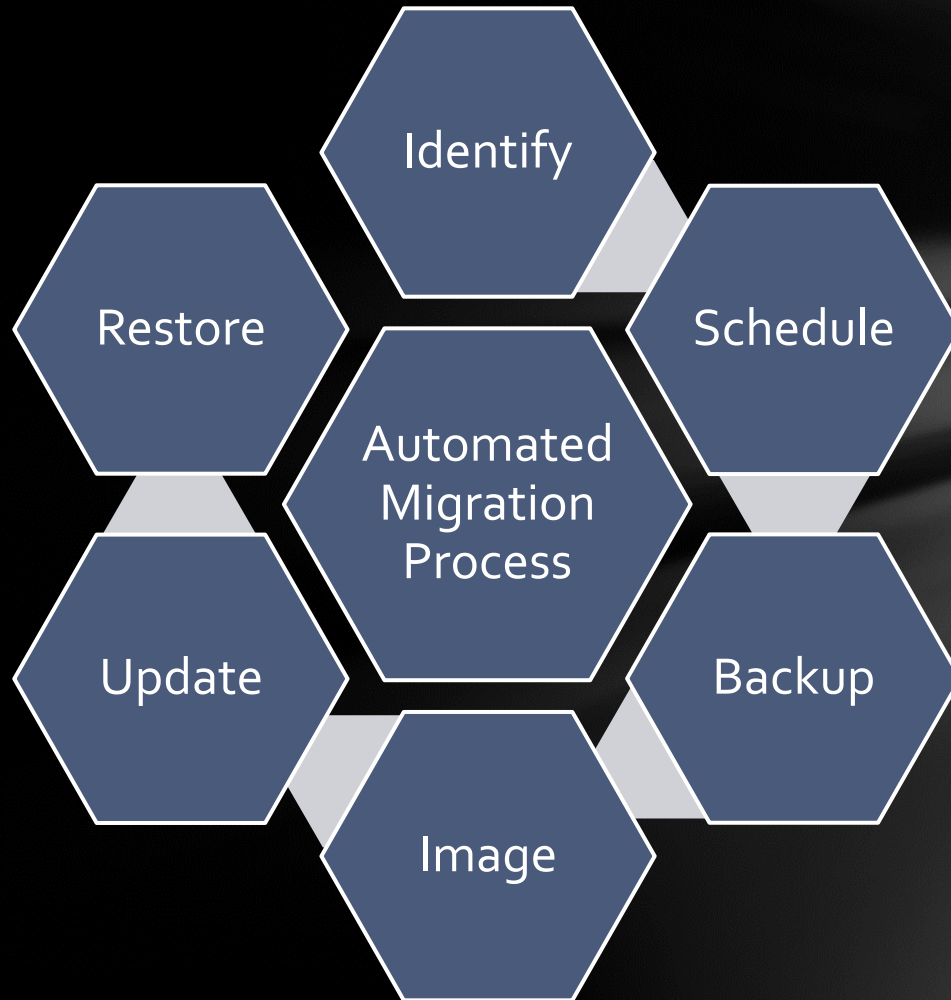 Identify
Schedule
Backup
Image
Update
Restore
Automated
Migration
Process